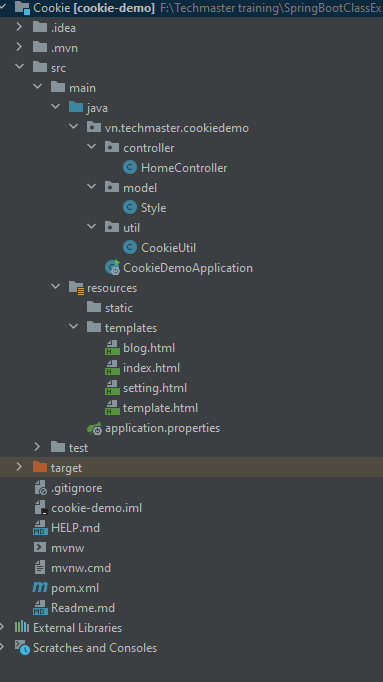 Cookie [cookie-demo] F:\Techmaster training\SpringBootClassEx
.idea
.mvn
src
main
java
vn.techmaster.cookiedemo
controller
HomeController
model
Style
util
CookieUtil
CookieDemoApplication
resources
static
templates
blog.html
index.html
setting.html
template.html
application.properties
test
target
.gitignore
cookie-demo.iml
HELP.md
mvnw
mvnw.cmd
pom.xml
Readme.md
External Libraries
Scratches and Consoles